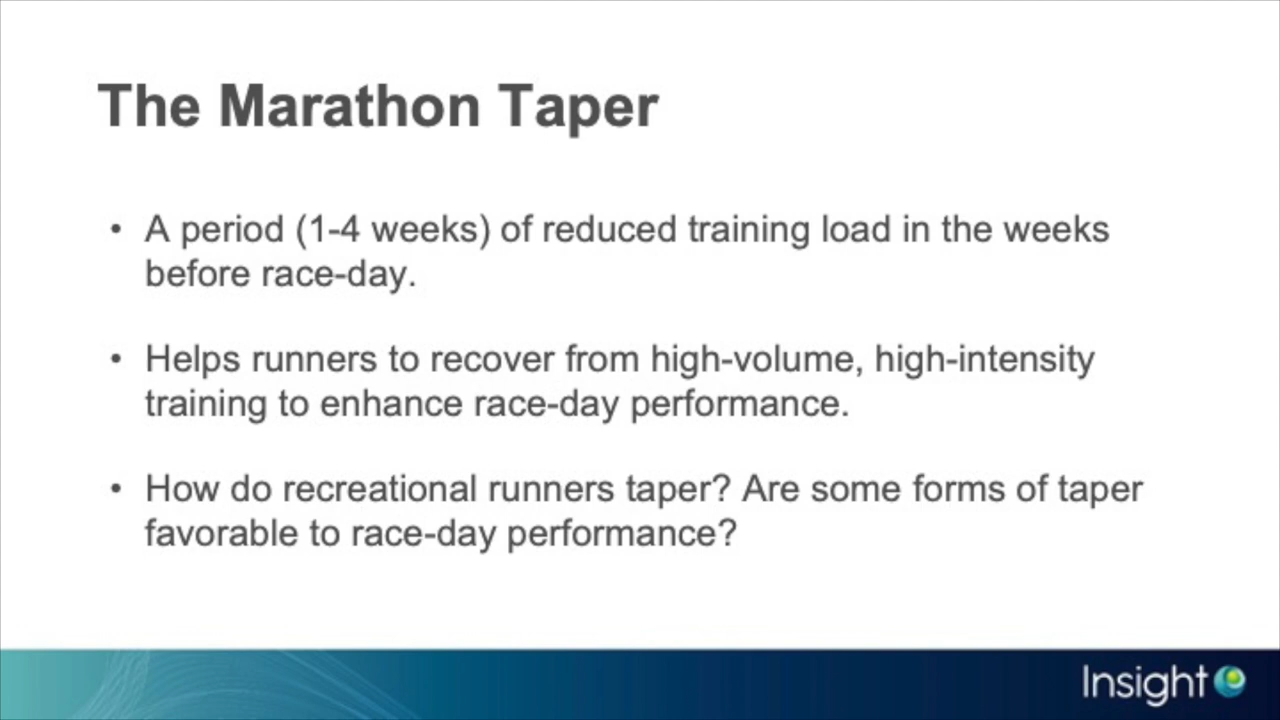 The Marathon Taper
• A period (1-4 weeks) of reduced training load in the weeks
before race-day.
• Helps runners to recover from high-volume, high-intensity
training to enhance race-day performance.
• How do recreational runners taper? Are some forms of taper
favorable to race-day performance?
Insight